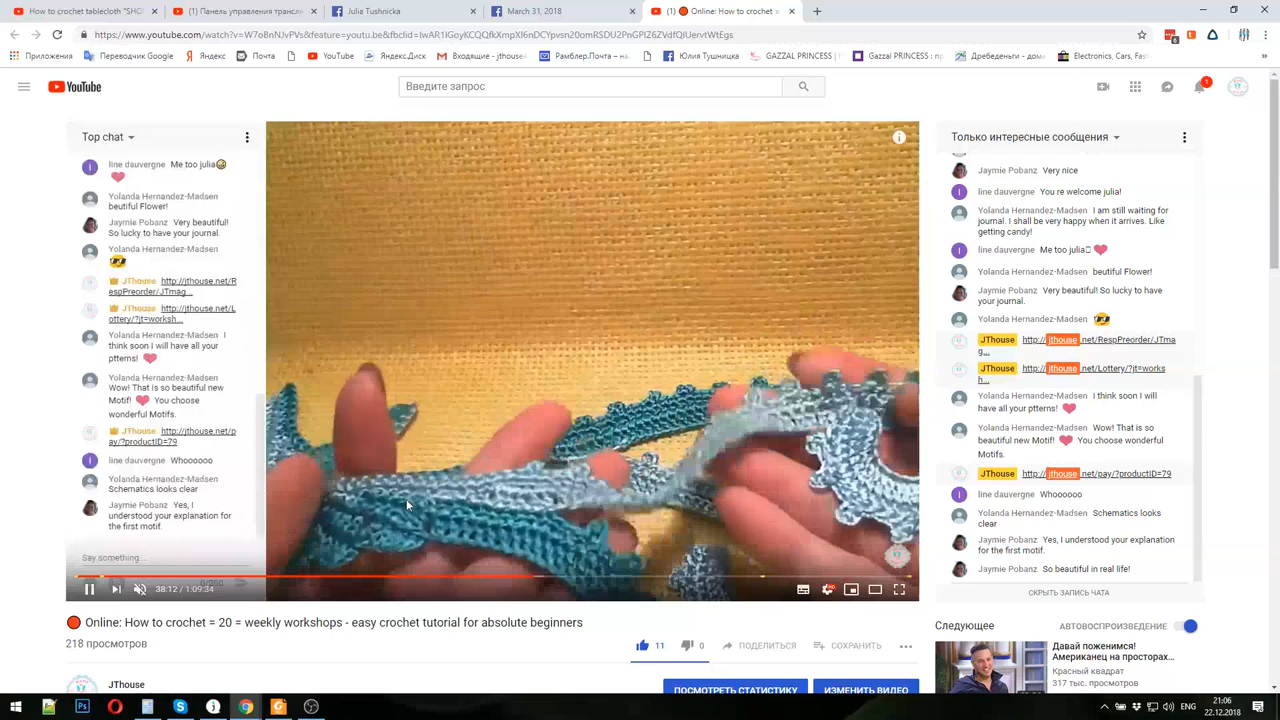 (1) How to crochet tablecloth "SHO
(1) Панель управления трансля
Julia Tushnicka
March 31, 2018
(1) Online: How to crochet =
Приложения
Переводчик Google
Яндекс
Почта
YouTube
Яндекс.Диск
Входящие - jthouse
Рамблер.Почта – на
Юлия Тушницка
GAZZAL PRINCESS
Gazzal PRINCESS : пр
Дребеденьги - дома
Electronics, Cars, Fas
»
YouTube
Введите запрос
1
Top chat
line dauvergne Me too julia😜
❤
Yolanda Hernandez-Madsen
beutiful Flower!
Jaymie Pobanz Very beautiful!
So lucky to have your journal.
Yolanda Hernandez-Madsen
😎
JThouse http://jthouse.net/R
espPreorder/JTmag...
JThouse http://jthouse.net/L
ottery/?jt=worksh...
Yolanda Hernandez-Madsen I
think soon I will have all your
ptterns! ❤
Yolanda Hernandez-Madsen
Wow! That is so beautiful new
Motif! ❤ You choose
wonderful Motifs.
JThouse http://jthouse.net/p
ay/?productID=79
line dauvergne Whoooooo
Yolanda Hernandez-Madsen
Schematics looks clear
Jaymie Pobanz Yes, I
understood your explanation for
the first motif.
Say something...
0/200
38:12 / 1:09:34
Только интересные сообщения
Jaymie Pobanz Very nice
line dauvergne You re welcome julia!
Yolanda Hernandez-Madsen I am still waiting for
journal. I shall be very happy when it arrives. Like
getting candy!
line dauvergne Me too julia ❤
Yolanda Hernandez-Madsen beutiful Flower!
Jaymie Pobanz Very beautiful! So lucky to have
your journal.
Yolanda Hernandez-Madsen 😎
JThouse http://jthouse.net/RespPreorder/JTma
g...
JThouse http://jthouse.net/Lottery/?jt=works
h...
Yolanda Hernandez-Madsen I think soon I will
have all your ptterns! ❤
Yolanda Hernandez-Madsen Wow! That is so
beautiful new Motif! ❤ You choose wonderful
Motifs.
JThouse http://jthouse.net/pay/?productID=79
line dauvergne Whoooooo
Yolanda Hernandez-Madsen Schematics looks
clear
Jaymie Pobanz Yes, I understood your explanation
for the first motif.
Jaymie Pobanz So beautiful in real life!
СКРЫТЬ ЗАПИСЬ ЧАТА
Online: How to crochet = 20 = weekly workshops - easy crochet tutorial for absolute beginners
218 просмотров
11
0
ПОДЕЛИТЬСЯ
СОХРАНИТЬ
JThouse
ПОСМОТРЕТЬ СТАТИСТИКУ
ИЗМЕНИТЬ ВИДЕО
Следующее
АВТОВОСПРОИЗВЕДЕНИЕ
Давай поженимся!
Американец на просторах...
Красный квадрат
317 тыс. просмотров
ENG
21:06
22.12.2018